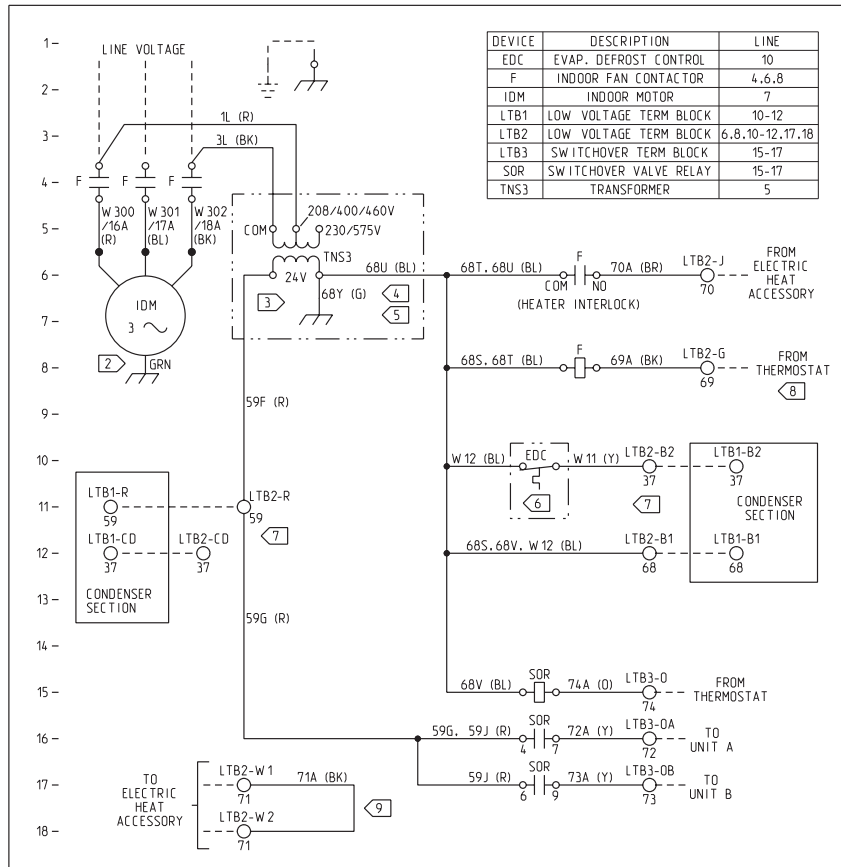 1 -
LINE VOLTAGE
DEVICE DESCRIPTION LINE
EDC EVAP. DEFROST CONTROL 10
F INDOOR FAN CONTACTOR 4.6.8
IDM INDOOR MOTOR 7
LTB1 LOW VOLTAGE TERM BLOCK 10-12
LTB2 LOW VOLTAGE TERM BLOCK 6.8.10-12.17.18
LTB3 SWITCHOVER TERM BLOCK 15-17
SOR SWITCHOVER VALVE RELAY 15-17
TNS3 TRANSFORMER 5
2 -
1L (R)
3 -
3L (BK)
4 -
F F F
W300 /16A (R)
W301 /17A (BL)
W302 /18A (BK)
5 -
208/400/460V
COM 230/575V
TNS3
6 -
24V
68U (BL)
68T. 68U (BL)
F
COM NO
70A (BR)
LTB2-J
70
FROM
ELECTRIC
HEAT
ACCESSORY
3
68Y (G)
4
5
(HEATER INTERLOCK)
7 -
IDM
3
2
GRN
8 -
68S. 68T (BL)
F
69A (BK)
LTB2-G
69
FROM
THERMOSTAT
8
9 -
59F (R)
10 -
W12 (BL)
EDC
W11 (Y)
LTB2-B2
37
LTB1-B2
37
6
7
CONDENSER
SECTION
11 -
LTB1-R
59
LTB2-R
59
7
12 -
LTB1-CD
37
LTB2-CD
37
CONDENSER
SECTION
68S. 68V. W12 (BL)
LTB2-B1
68
LTB1-B1
68
13 -
59G (R)
14 -
15 -
68V (BL)
SOR
74A (O)
LTB3-O
74
FROM
THERMOSTAT
16 -
59G. 59J (R)
SOR
4 7
72A (Y)
LTB3-OA
72
TO
UNIT A
17 -
TO
ELECTRIC
HEAT
ACCESSORY
LTB2-W1
71
71A (BK)
9
59J (R)
SOR
6 9
73A (Y)
LTB3-OB
73
TO
UNIT B
18 -
LTB2-W2
71